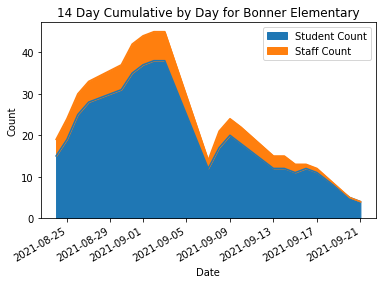 14 Day Cumulative by Day for Bonner Elementary
Student Count
Staff Count
40
30
20
10
0
Count
2021-08-25
2021-08-29
2021-09-01
2021-09-05
2021-09-09
2021-09-13
2021-09-17
2021-09-21
Date